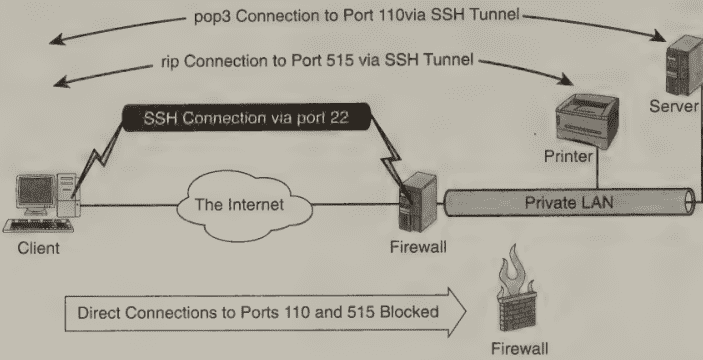 pop3 Connection to Port 110via SSH Tunnel
rip Connection to Port 515 via SSH Tunnel
SSH Connection via port 22
Server
Printer
The Internet
Private LAN
Client
Firewall
Direct Connections to Ports 110 and 515 Blocked
Firewall